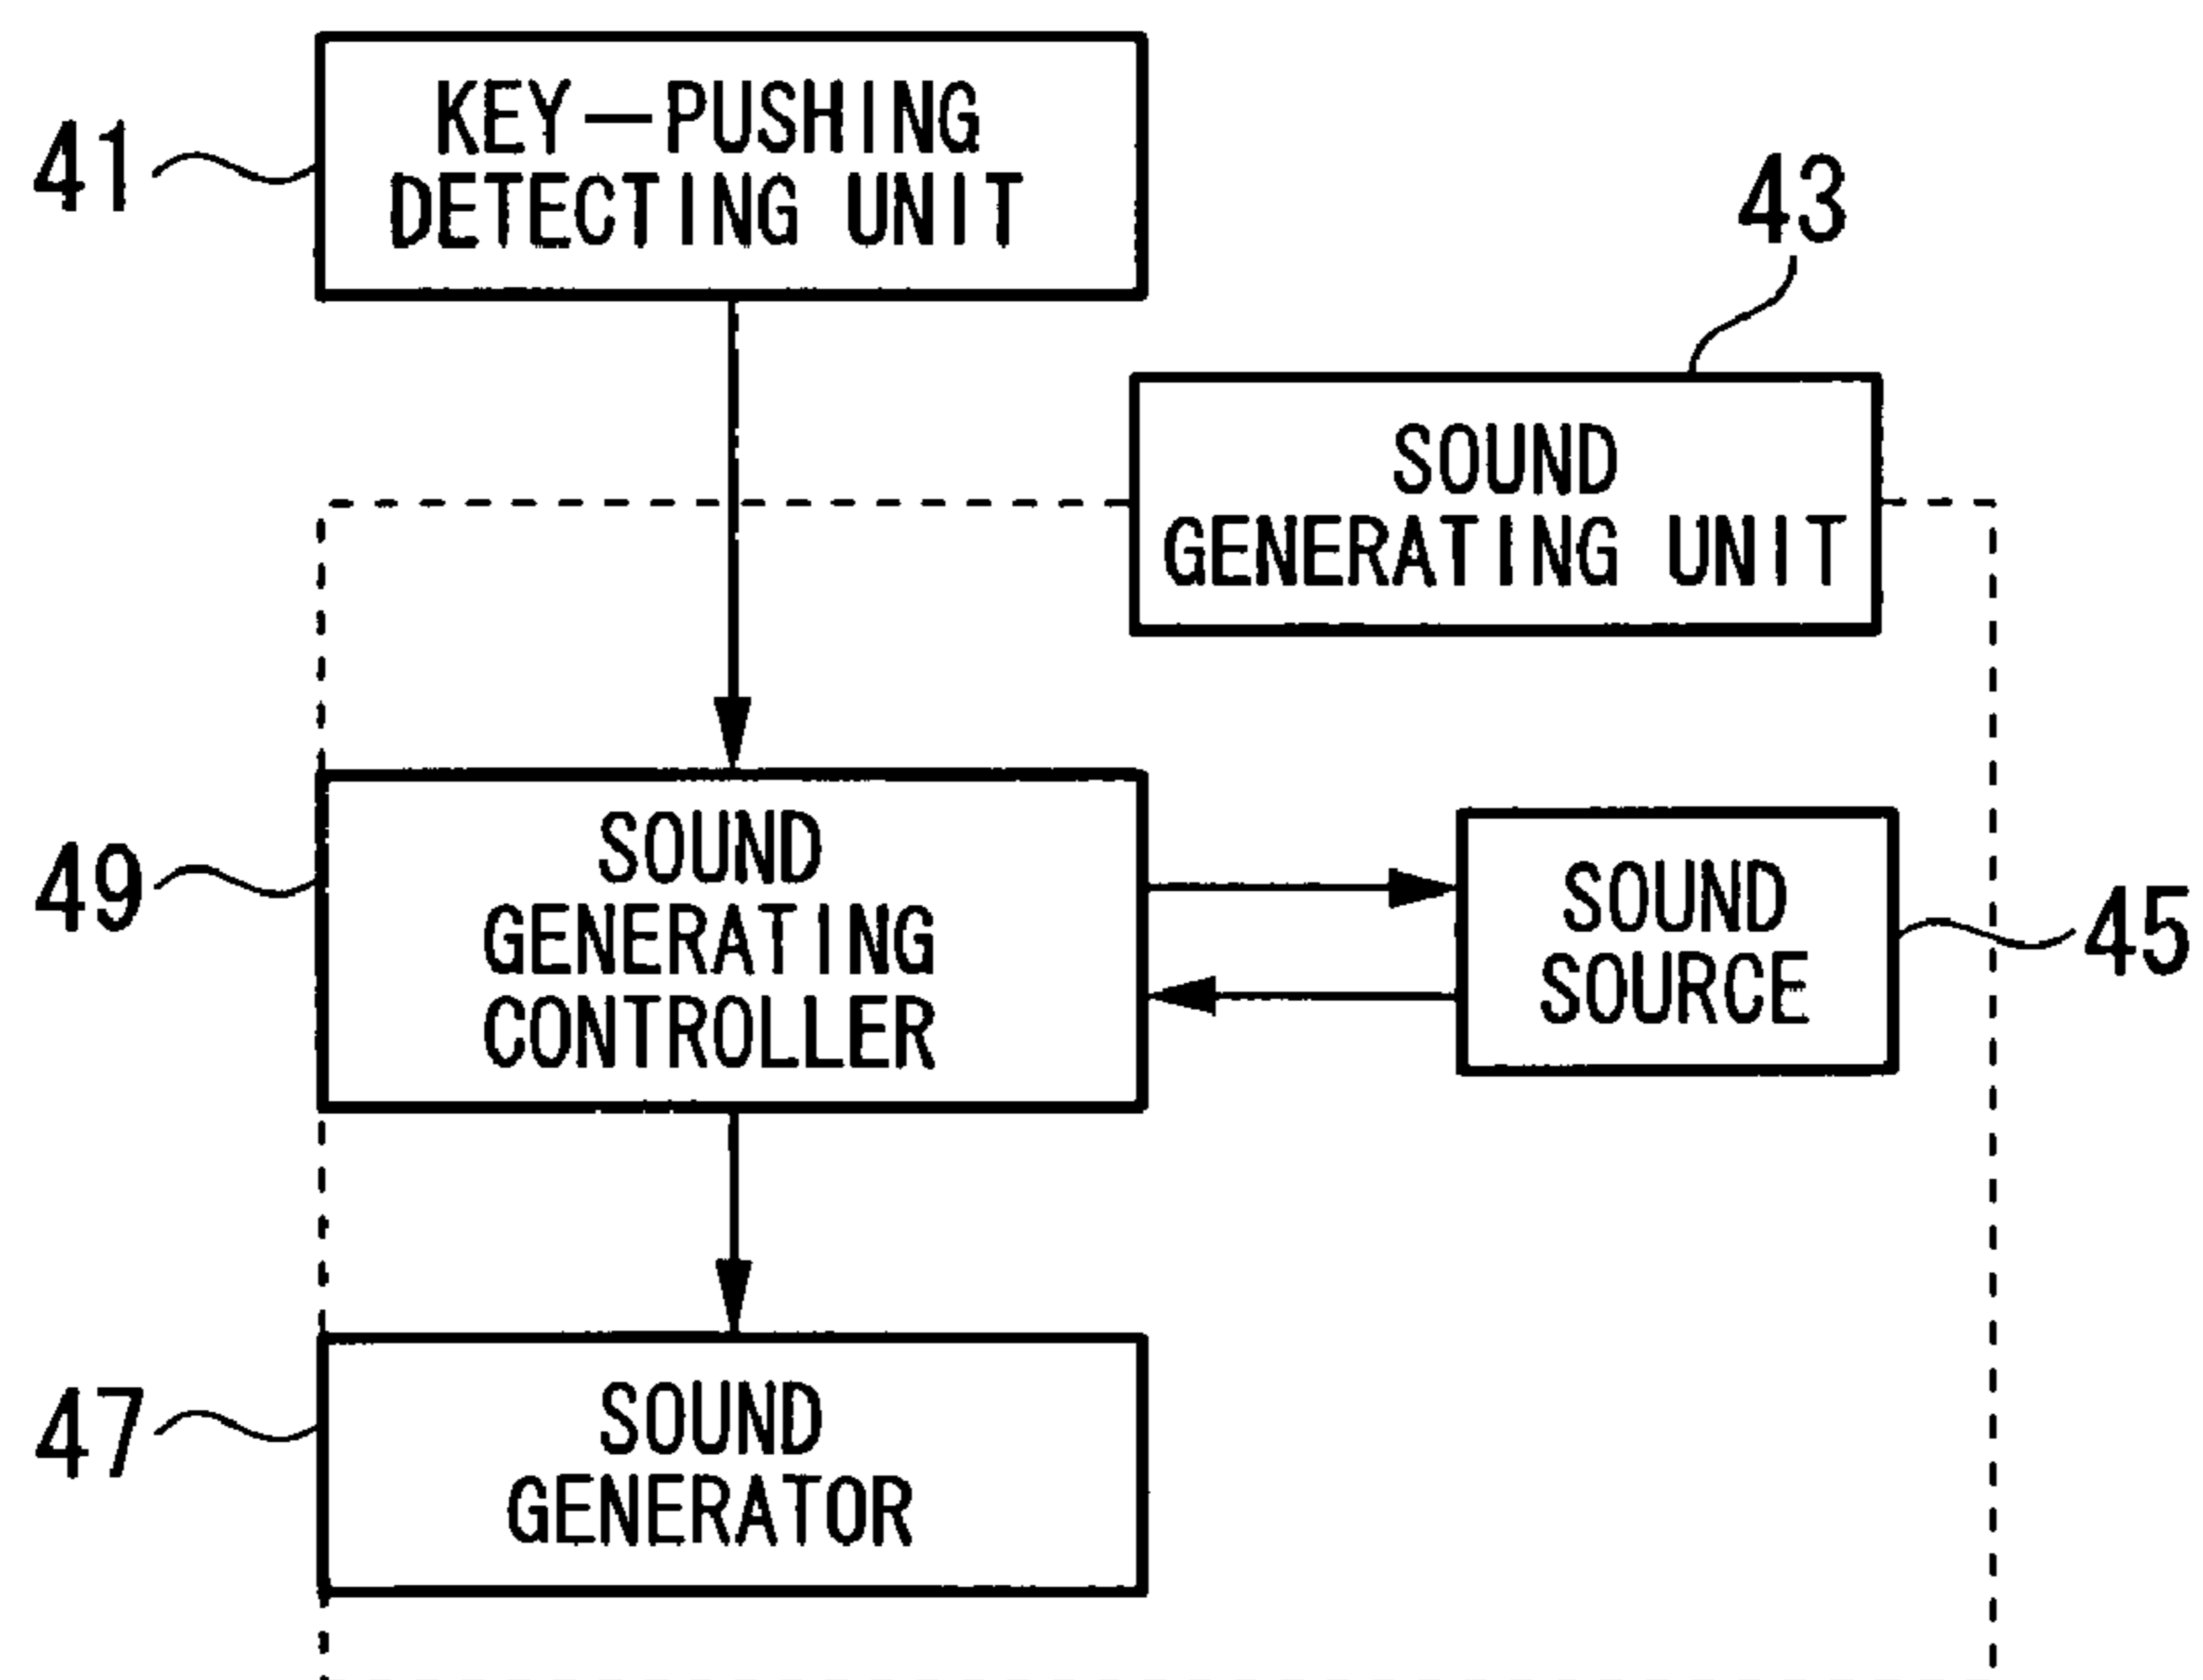 KEY—PUSHING
DETECTING UNIT
41
43
SOUND
GENERATING UNIT
SOUND
GENERATING
CONTROLLER
49
SOUND
SOURCE
45
SOUND
GENERATOR
47